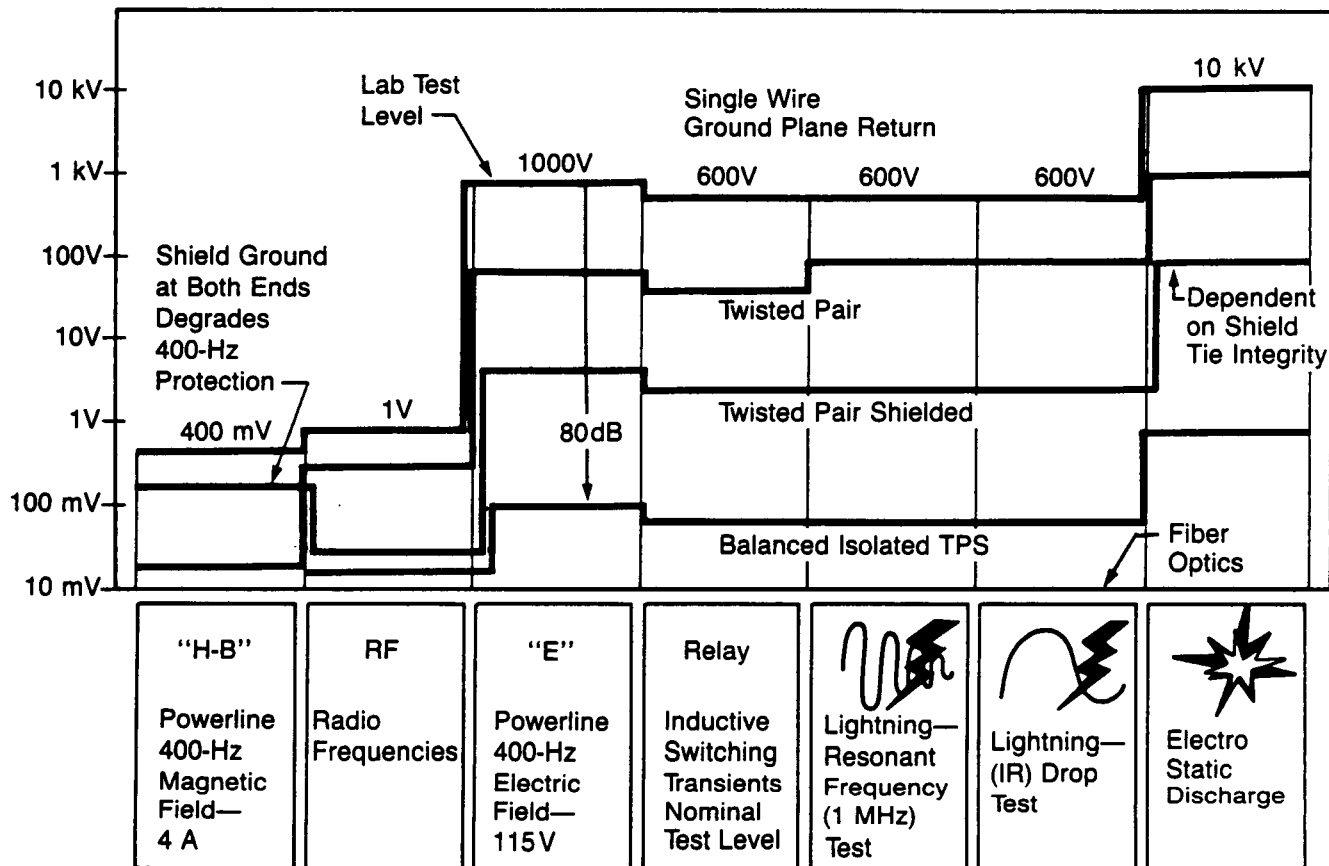 10 kV
1 kV
100V
10V
1V
100 mV
10 mV
Lab Test
Level
Single Wire
Ground Plane Return
10 kV
1000V
600V
600V
600V
Shield Ground
at Both Ends
Degrades
400-Hz
Protection
Twisted Pair
Dependent
on Shield
Tie Integrity
400 mV
1V
80dB
Twisted Pair Shielded
Balanced Isolated TPS
Fiber
Optics
"H-B"
Powerline
400-Hz
Magnetic
Field—
4 A
RF
Radio
Frequencies
"E"
Powerline
400-Hz
Electric
Field—
115V
Relay
Inductive
Switching
Transients
Nominal
Test Level
Lightning—
Resonant
Frequency
(1 MHz)
Test
Lightning—
(IR) Drop
Test
Electro
Static
Discharge